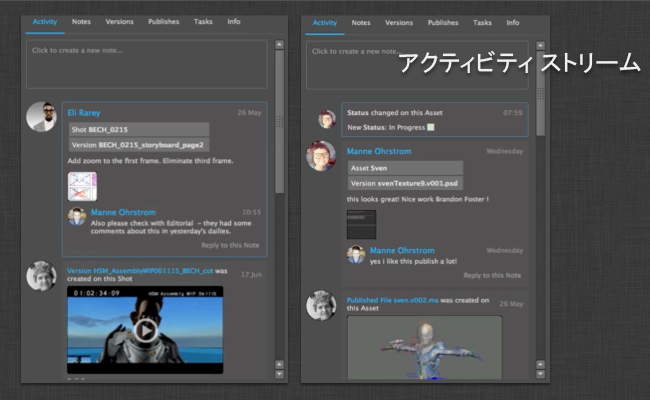 Activity Notes Versions Publishes Tasks Info
Click to create a new note...
Eli Rarey 26 May
Shot BECH_0215
Version BECH_0215_storyboard_page2
Add zoom to the first frame. Eliminate third frame.
Manne Ohrstrom 10:55
Also please check with Editorial - they had some
comments about this in yesterday's dailies.
Reply to this Note
Version HSM_AssemblyWIP061115_BECH_cut was
created on this Shot
17 Jun
01:02:34:09 HSM Assembly WIP 061115
Activity Notes Versions Publishes Tasks Info
Click to create a new note...
アクティビティ ストリーム
Status changed on this Asset 07:59
New Status: In Progress
Manne Ohrstrom Wednesday
Asset Sven
Version svenTexture9.v001.psd
this looks great! Nice work Brandon Foster !
Manne Ohrstrom Wednesday
yes i like this publish a lot!
Reply to this Note
Published File sven.v002.ma was created on
this Asset
26 May